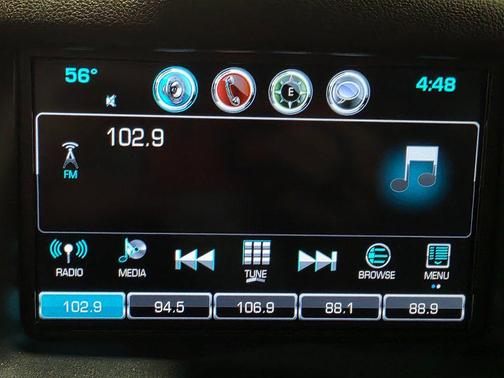 56° 4:48
E
102.9
FM
RADIO MEDIA TUNE BROWSE MENU
102.9 94.5 106.9 88.1 88.9